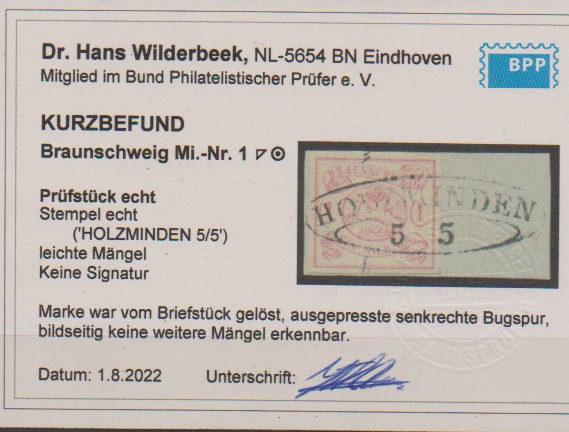 Dr. Hans Wilderbeek, NL-5654 BN Eindhoven
Mitglied im Bund Philatelistischer Prüfer e. V.
BPP
KURZBEFUND
Braunschweig Mi.-Nr. 1
Prüfstück echt
Stempel echt
('HOLZMINDEN 5/5')
leichte Mängel
Keine Signatur
HOLZMINDEN
5 5
Marke war vom Briefstück gelöst, ausgepresste senkrechte Bugspur,
bildseitig keine weitere Mängel erkennbar.
Datum: 1.8.2022 Unterschrift: